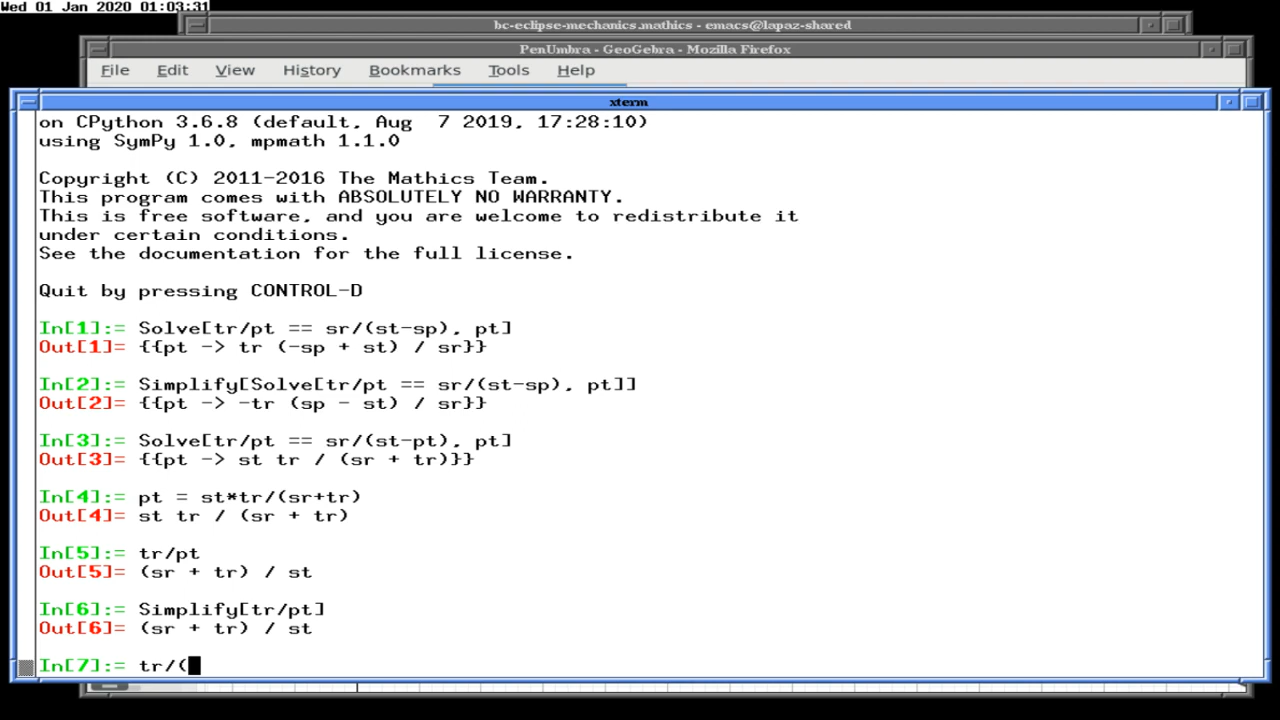 Wed 01 Jan 2020 01:03:31
bc-eclipse-mechanics.mathics - emacs@lapaz-shared
PenUmbra - GeoGebra - Mozilla Firefox
File Edit View History Bookmarks Tools Help
xterm
on CPython 3.6.8 (default, Aug  7 2019, 17:28:10)
using SymPy 1.0, mpmath 1.1.0
Copyright (C) 2011-2016 The Mathics Team.
This program comes with ABSOLUTELY NO WARRANTY.
This is free software, and you are welcome to redistribute it
under certain conditions.
See the documentation for the full license.
Quit by pressing CONTROL-D
In[1]:= Solve[tr/pt == sr/(st-sp), pt]
Out[1]= {{pt -> tr (-sp + st) / sr}}
In[2]:= Simplify[Solve[tr/pt == sr/(st-sp), pt]]
Out[2]= {{pt -> -tr (sp - st) / sr}}
In[3]:= Solve[tr/pt == sr/(st-pt), pt]
Out[3]= {{pt -> st tr / (sr + tr)}}
In[4]:= pt = st*tr/(sr+tr)
Out[4]= st tr / (sr + tr)
In[5]:= tr/pt
Out[5]= (sr + tr) / st
In[6]:= Simplify[tr/pt]
Out[6]= (sr + tr) / st
In[7]:= tr/(